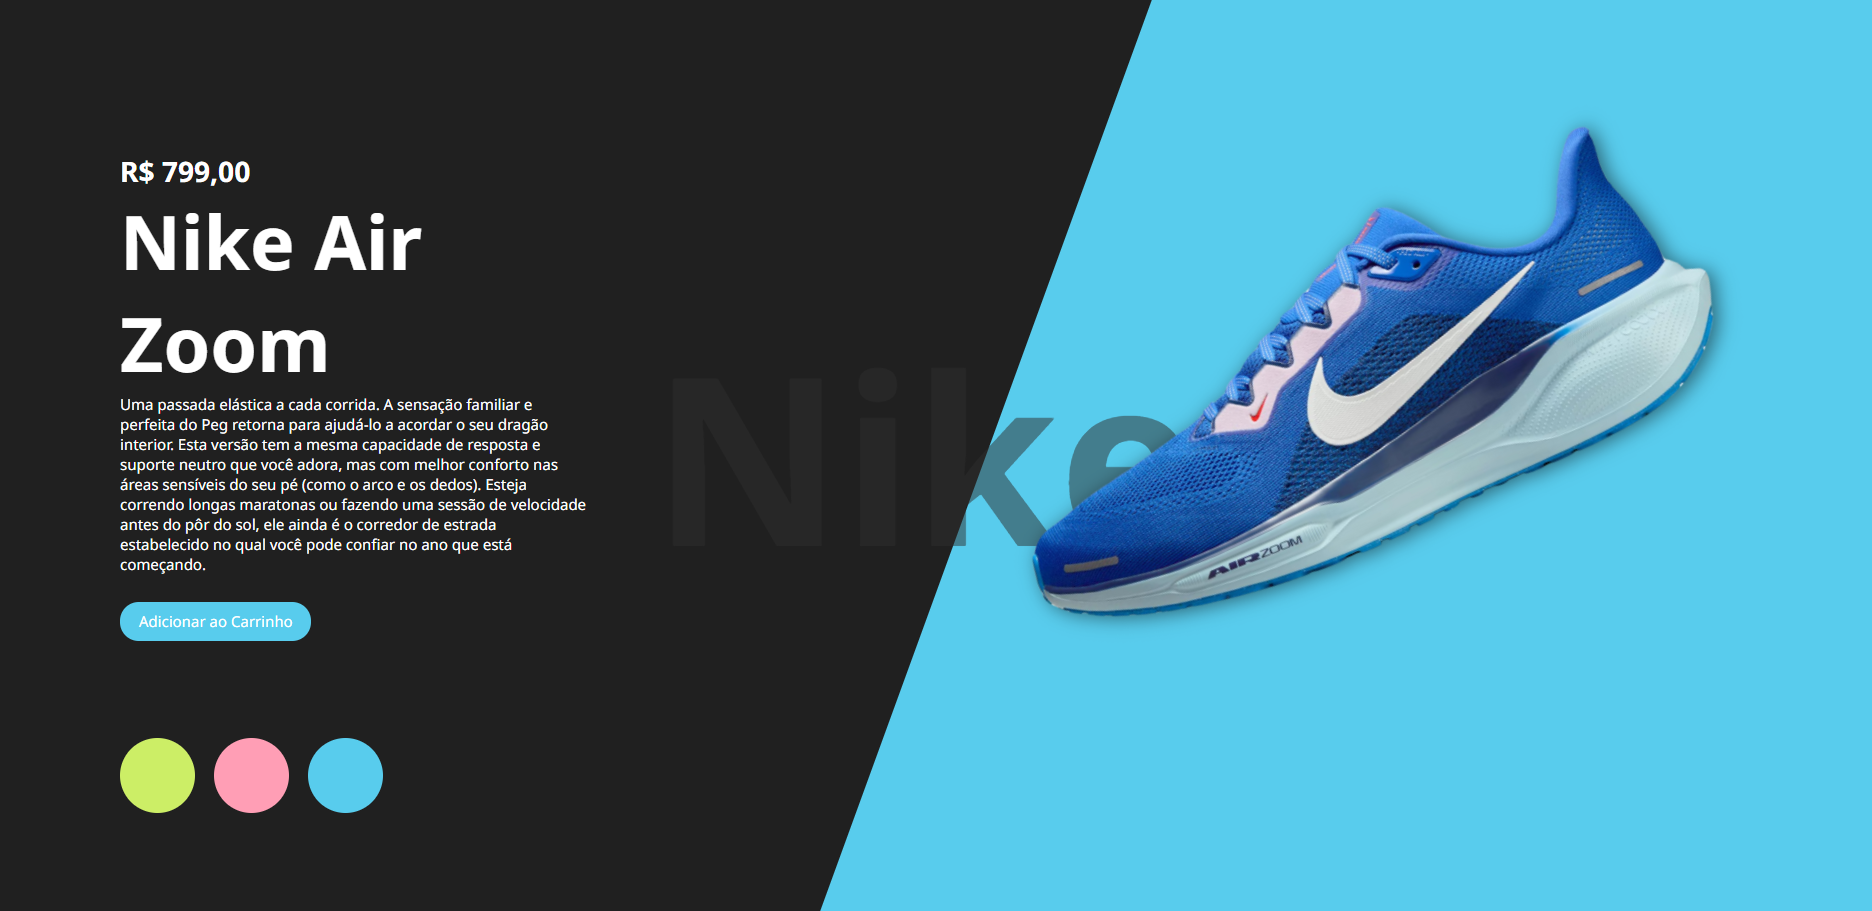 R$ 799,00
Nike Air
Zoom
Uma passada elástica a cada corrida. A sensação familiar e
perfeita do Peg retorna para ajudá-lo a acordar o seu dragão
interior. Esta versão tem a mesma capacidade de resposta e
suporte neutro que você adora, mas com melhor conforto nas
áreas sensíveis do seu pé (como o arco e os dedos). Esteja
correndo longas maratonas ou fazendo uma sessão de velocidade
antes do pôr do sol, ele ainda é o corredor de estrada
estabelecido no qual você pode confiar no ano que está
começando.
Adicionar ao Carrinho
Nike
AIR ZOOM